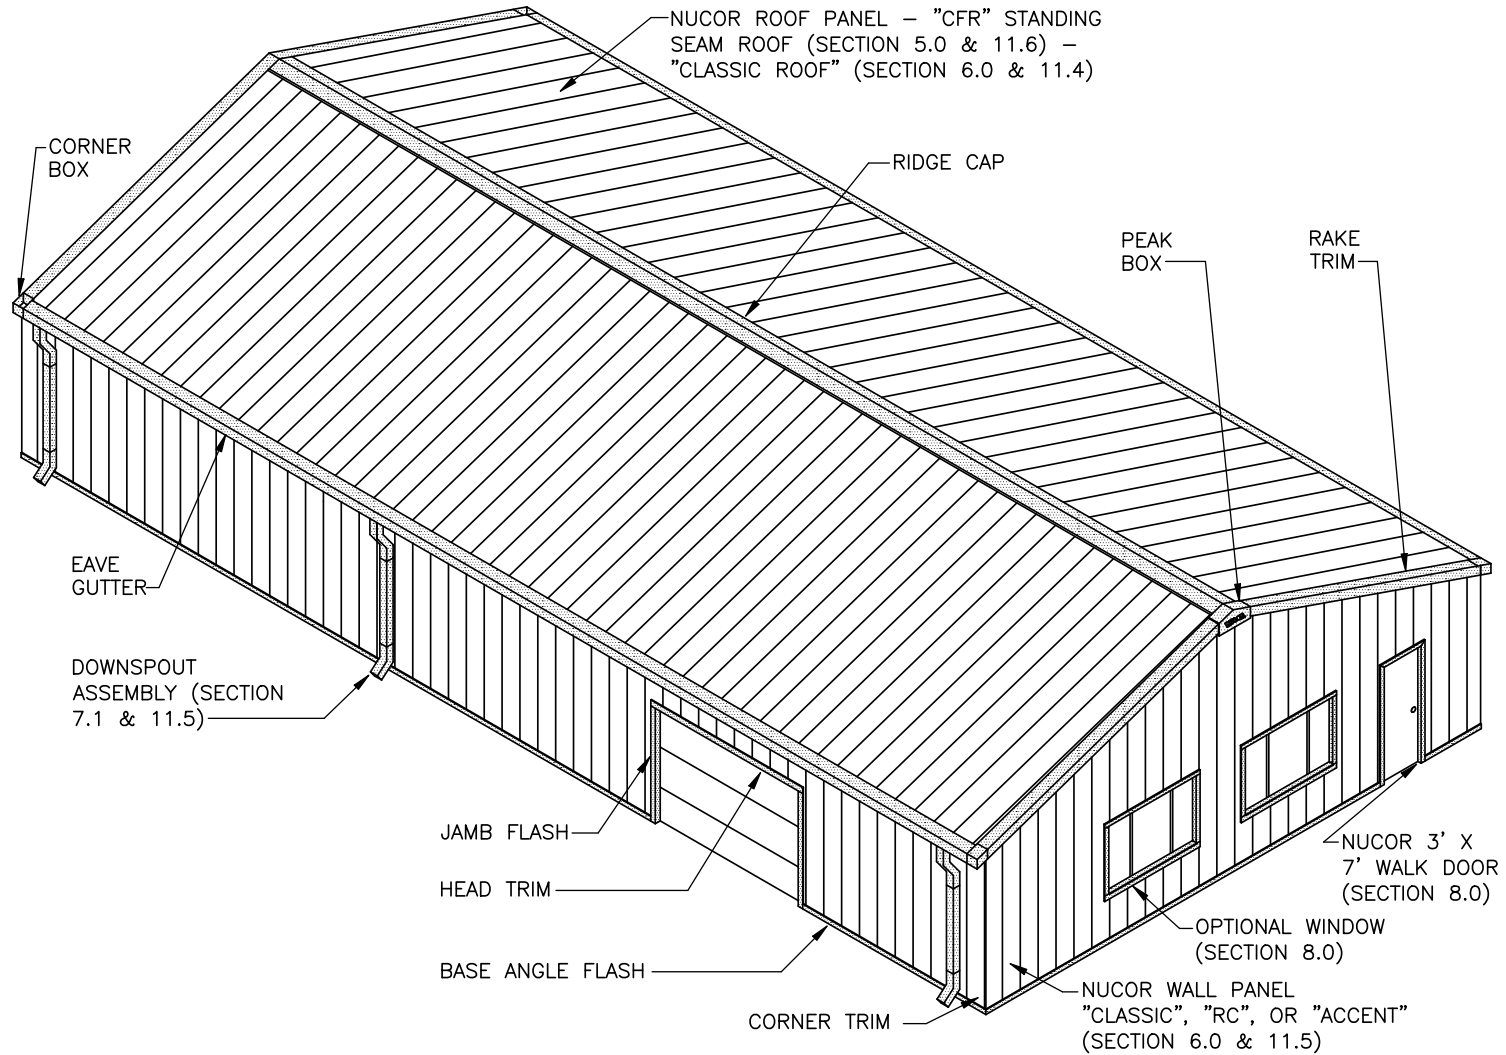 NUCOR ROOF PANEL – "CFR" STANDING
SEAM ROOF (SECTION 5.0 & 11.6) –
"CLASSIC ROOF" (SECTION 6.0 & 11.4)
CORNER
BOX
RIDGE CAP
PEAK
BOX
RAKE
TRIM
EAVE
GUTTER
DOWNSPOUT
ASSEMBLY (SECTION
7.1 & 11.5)
JAMB FLASH
HEAD TRIM
BASE ANGLE FLASH
CORNER TRIM
NUCOR 3' X
7' WALK DOOR
(SECTION 8.0)
OPTIONAL WINDOW
(SECTION 8.0)
NUCOR WALL PANEL
"CLASSIC", "RC", OR "ACCENT"
(SECTION 6.0 & 11.5)